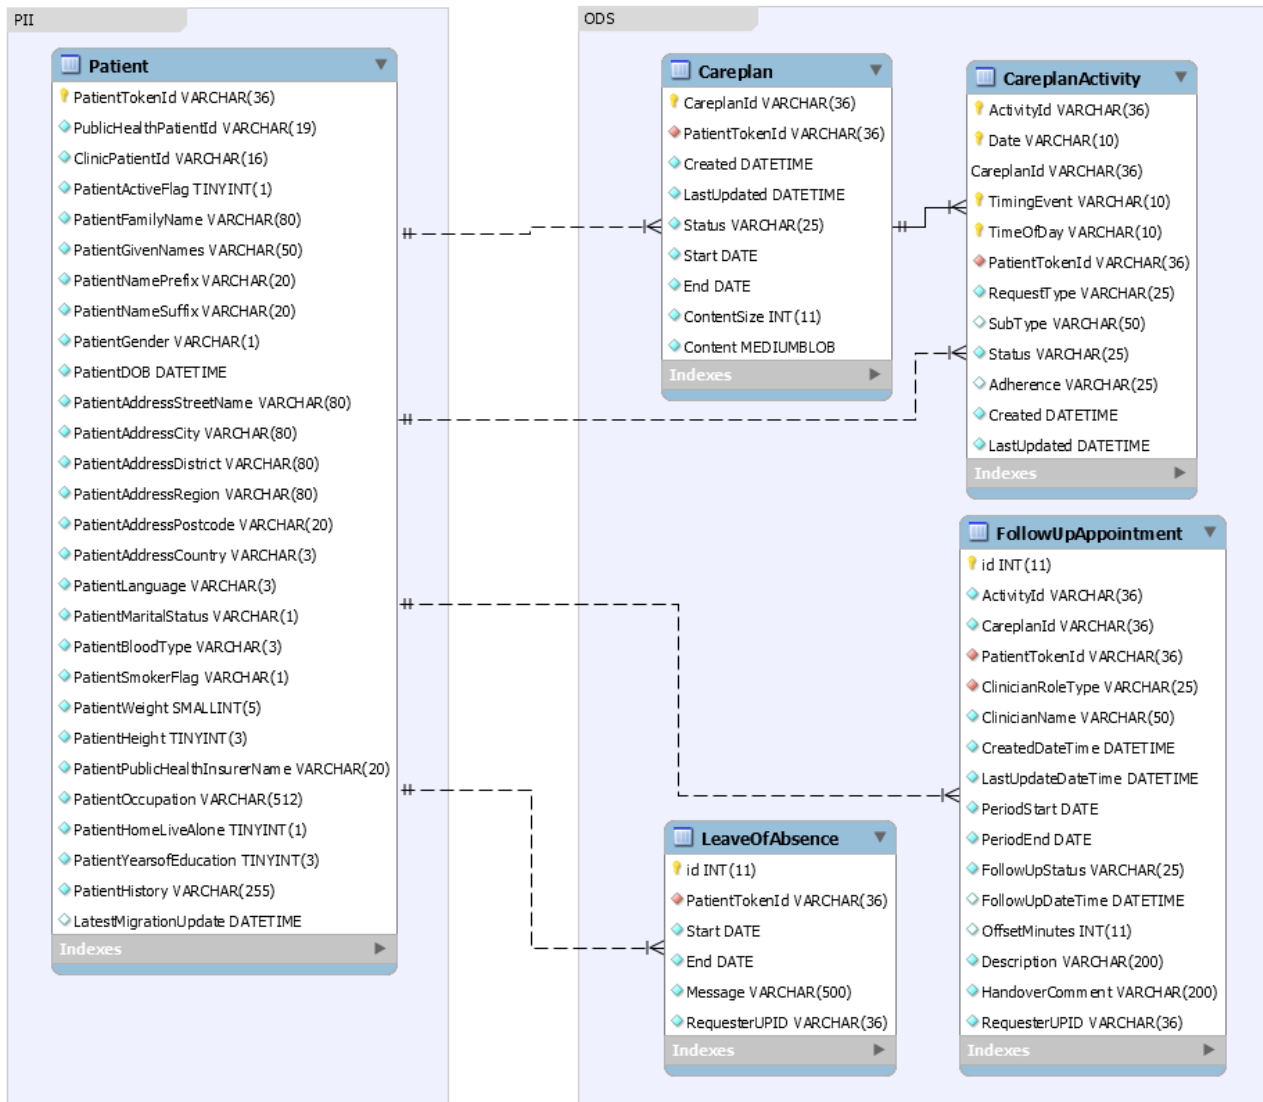 PII
Patient
PatientTokenId VARCHAR(36)
PublicHealthPatientId VARCHAR(19)
ClinicPatientId VARCHAR(16)
PatientActiveFlag TINYINT(1)
PatientFamilyName VARCHAR(80)
PatientGivenNames VARCHAR(50)
PatientNamePrefix VARCHAR(20)
PatientNameSuffix VARCHAR(20)
PatientGender VARCHAR(1)
PatientDOB DATETIME
PatientAddressStreetName VARCHAR(80)
PatientAddressCity VARCHAR(80)
PatientAddressDistrict VARCHAR(80)
PatientAddressRegion VARCHAR(80)
PatientAddressPostcode VARCHAR(20)
PatientAddressCountry VARCHAR(3)
PatientLanguage VARCHAR(3)
PatientMaritalStatus VARCHAR(1)
PatientBloodType VARCHAR(3)
PatientSmokerFlag VARCHAR(1)
PatientWeight SMALLINT(5)
PatientHeight TINYINT(3)
PatientPublicHealthInsurerName VARCHAR(20)
PatientOccupation VARCHAR(512)
PatientHomeLiveAlone TINYINT(1)
PatientYearsofEducation TINYINT(3)
PatientHistory VARCHAR(255)
LatestMigrationUpdate DATETIME
Indexes
ODS
Careplan
CareplanId VARCHAR(36)
PatientTokenId VARCHAR(36)
Created DATETIME
LastUpdated DATETIME
Status VARCHAR(25)
Start DATE
End DATE
ContentSize INT(11)
Content MEDIUMBLOB
Indexes
CareplanActivity
ActivityId VARCHAR(36)
Date VARCHAR(10)
CareplanId VARCHAR(36)
TimingEvent VARCHAR(10)
TimeOfDay VARCHAR(10)
PatientTokenId VARCHAR(36)
RequestType VARCHAR(25)
SubType VARCHAR(50)
Status VARCHAR(25)
Adherence VARCHAR(25)
Created DATETIME
LastUpdated DATETIME
Indexes
FollowUpAppointment
id INT(11)
ActivityId VARCHAR(36)
CareplanId VARCHAR(36)
PatientTokenId VARCHAR(36)
ClinicianRoleType VARCHAR(25)
ClinicianName VARCHAR(50)
CreatedDateTime DATETIME
LastUpdateDateTime DATETIME
PeriodStart DATE
PeriodEnd DATE
FollowUpStatus VARCHAR(25)
FollowUpDateTime DATETIME
OffsetMinutes INT(11)
Description VARCHAR(200)
HandoverComment VARCHAR(200)
RequesterUPID VARCHAR(36)
Indexes
LeaveOfAbsence
id INT(11)
PatientTokenId VARCHAR(36)
Start DATE
End DATE
Message VARCHAR(500)
RequesterUPID VARCHAR(36)
Indexes